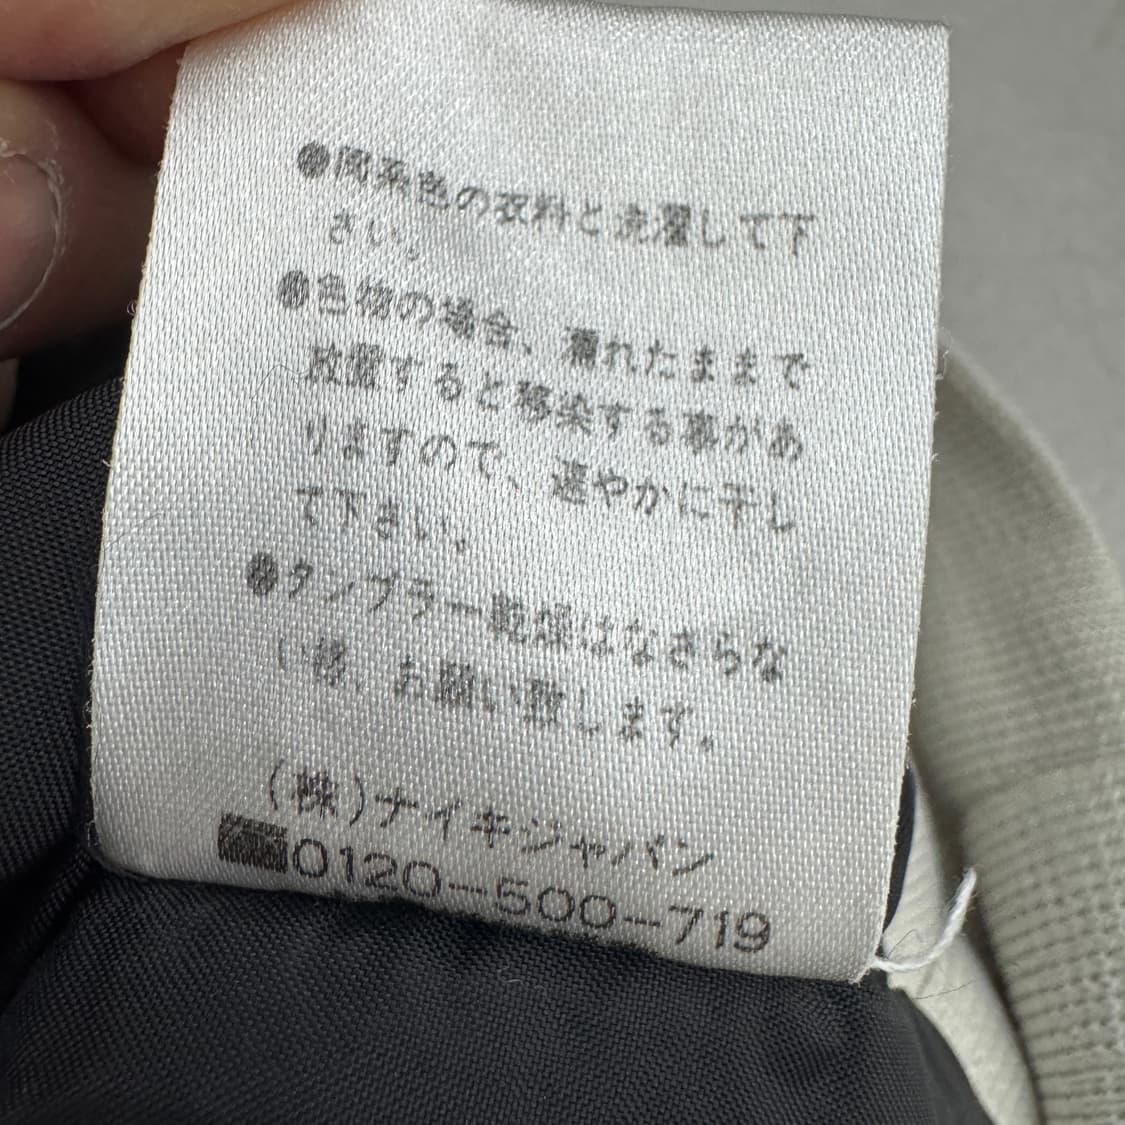 ●同系色の衣料と洗濯して下
さい。
●色物の場合、濡れたままで
放置すると移染する事があ
りますので、速やかに干し
て下さい。
●タンブラー乾燥はなさらな
い様、お願い致します。
(株)ナイキジャパン
0120-500-719